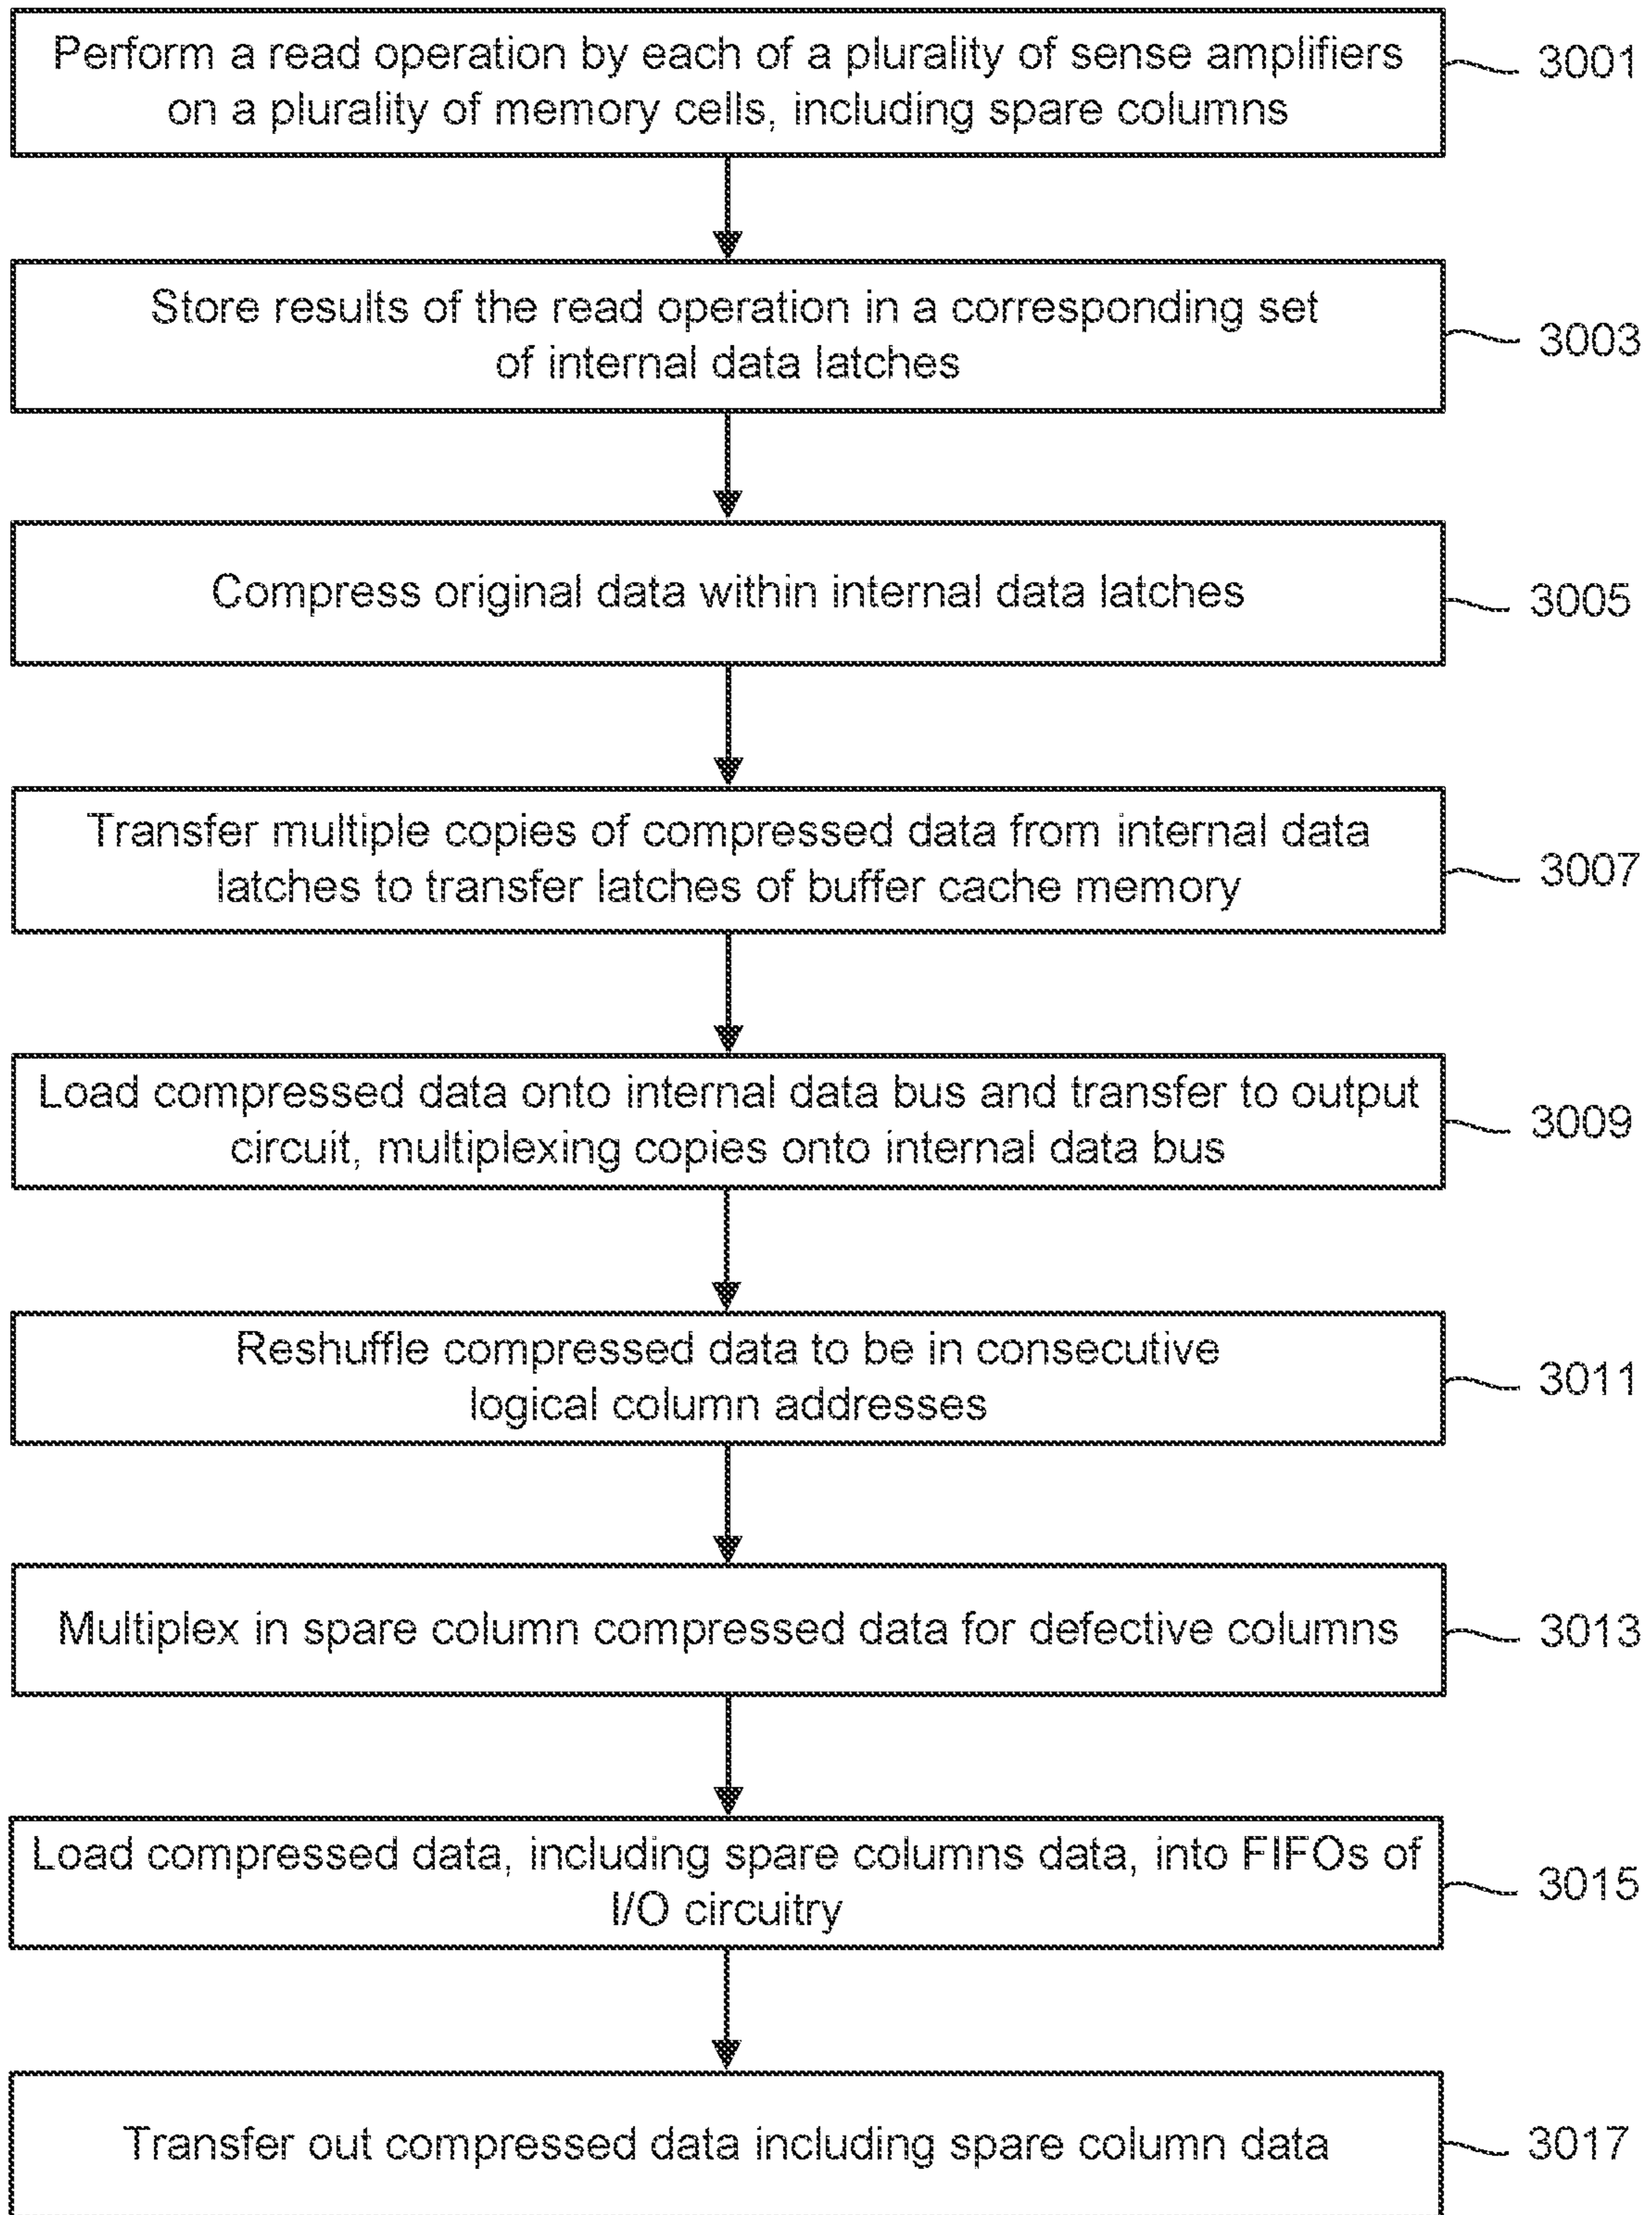 Perform a read operation by each of a plurality of sense amplifiers
on a plurality of memory cells, including spare columns
3001
Store results of the read operation in a corresponding set
of internal data latches
3003
Compress original data within internal data latches
3005
Transfer multiple copies of compressed data from internal data
latches to transfer latches of buffer cache memory
3007
Load compressed data onto internal data bus and transfer to output
circuit, multiplexing copies onto internal data bus
3009
Reshuffle compressed data to be in consecutive
logical column addresses
3011
Multiplex in spare column compressed data for defective columns
3013
Load compressed data, including spare columns data, into FIFOs of
I/O circuitry
3015
Transfer out compressed data including spare column data
3017